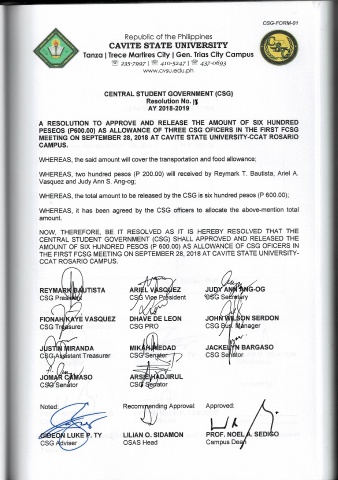 CSG-FORM-01
Republic of the Philippines
CAVITE STATE UNIVERSITY
Tanza | Trece Martires City | Gen. Trias City Campus
☏ 235-7997 | ☏ 410-5247 | ☏ 437-0693
www.cvsu.edu.ph
CENTRAL STUDENT GOVERNMENT (CSG)
Resolution No.
AY 2018-2019
A RESOLUTION TO APPROVE AND RELEASE THE AMOUNT OF SIX HUNDRED
PESEOS (P600.00) AS ALLOWANCE OF THREE CSG OFICERS IN THE FIRST FCSG
MEETING ON SEPTEMBER 28, 2018 AT CAVITE STATE UNIVERSITY-CCAT ROSARIO
CAMPUS.
WHEREAS, the said amount will cover the transportation and food allowance;
WHEREAS, two hundred pesos (P 200.00) will received by Reymark T. Bautista, Ariel A.
Vasquez and Judy Ann S. Ang-og;
WHEREAS, the total amount to be released by the CSG is six hundred pesos (P 600.00);
WHEREAS, it has been agreed by the CSG officers to allocate the above-mention total
amount.
NOW, THEREFORE, BE IT RESOLVED AS IT IS HEREBY RESOLVED THAT THE
CENTRAL STUDENT GOVERNMENT (CSG) SHALL APPROVED AND RELEASED THE
AMOUNT OF SIX HUNDRED PESOS (P 600.00) AS ALLOWANCE OF CSG OFICERS IN
THE FIRST FCSG MEETING ON SEPTEMBER 28, 2018 AT CAVITE STATE UNIVERSITY-
CCAT ROSARIO CAMPUS.
REYMARK BAUTISTA ARIEL VASQUEZ JUDY ANN ANG-OG
CSG President CSG Vice President CSG Secretary
FIONAH KAYE VASQUEZ DHAVE DE LEON JOHN WILSER SERDON
CSG Treasurer CSG PRO CSG Bus. Manager
JUSTIN MIRANDA MIKAH JEDAD JACKELYN BARGASO
CSG Assistant Treasurer CSG Senator CSG Senator
JOMAR CAMASO ARSIE HADJIRUL
CSG Senator CSG Senator
Noted: Recommending Approval: Approved:
GIDEON LUKE P. TY LILIAN O. SIDAMON PROF. NOEL A. SEDIGO
CSG Adviser OSAS Head Campus Dean